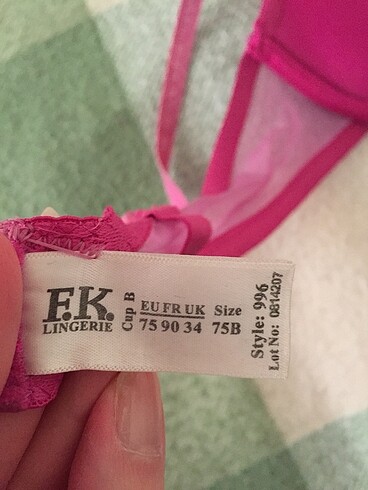 F.K.
LINGERIE
Cup B
EU FR UK Size
75 90 34 75B
Style: 996
Lot No: 0814207